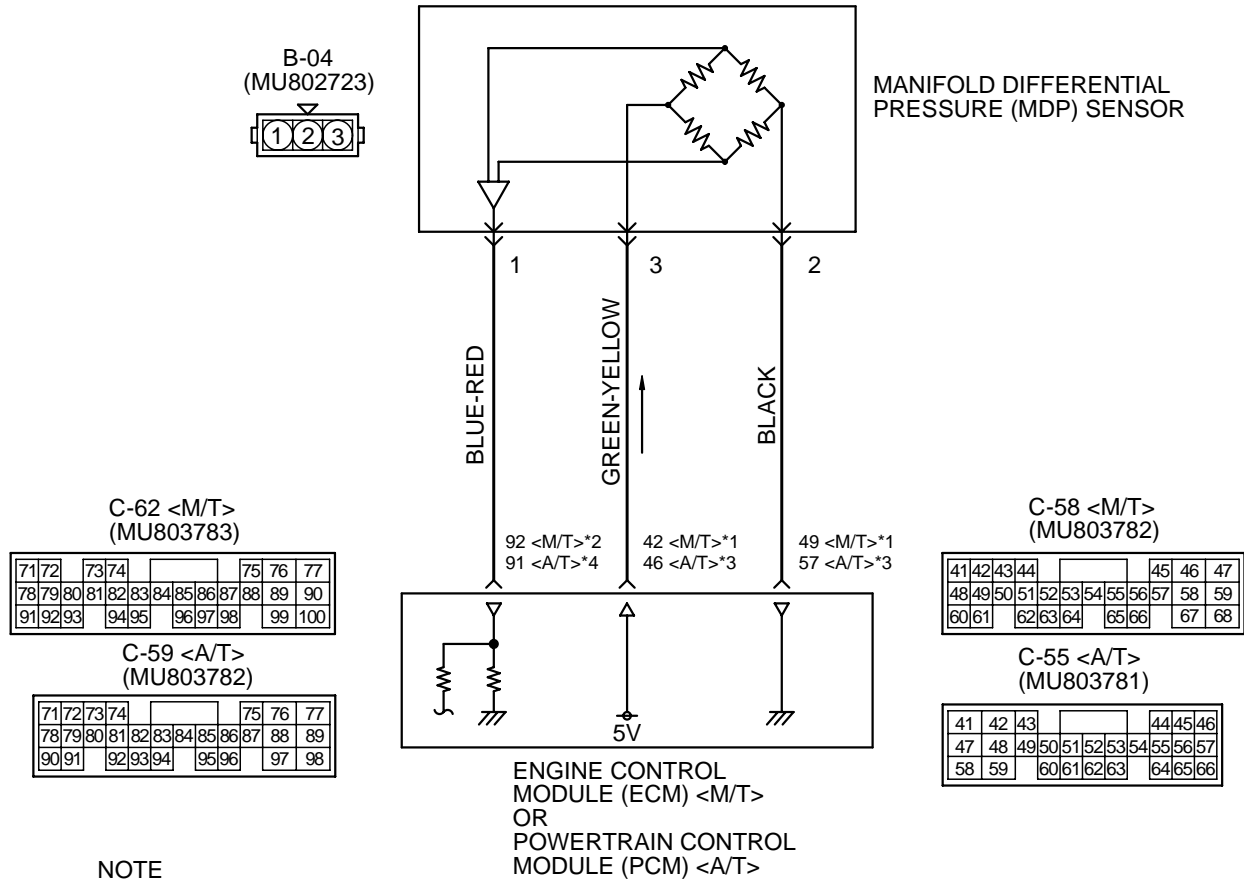 B-04
(MU802723)
1 2 3
MANIFOLD DIFFERENTIAL
PRESSURE (MDP) SENSOR
1
3
2
BLUE-RED
GREEN-YELLOW
BLACK
92 <M/T>*2
91 <A/T>*4
42 <M/T>*1
46 <A/T>*3
49 <M/T>*1
57 <A/T>*3
C-62 <M/T>
(MU803783)
71 72 73 74 75 76 77
78 79 80 81 82 83 84 85 86 87 88 89 90
91 92 93 94 95 96 97 98 99 100
C-59 <A/T>
(MU803782)
71 72 73 74 75 76 77
78 79 80 81 82 83 84 85 86 87 88 89
90 91 92 93 94 95 96 97 98
C-58 <M/T>
(MU803782)
41 42 43 44 45 46 47
48 49 50 51 52 53 54 55 56 57 58 59
60 61 62 63 64 65 66 67 68
C-55 <A/T>
(MU803781)
41 42 43 44 45 46
47 48 49 50 51 52 53 54 55 56 57
58 59 60 61 62 63 64 65 66
5V
ENGINE CONTROL
MODULE (ECM) <M/T>
OR
POWERTRAIN CONTROL
MODULE (PCM) <A/T>
NOTE